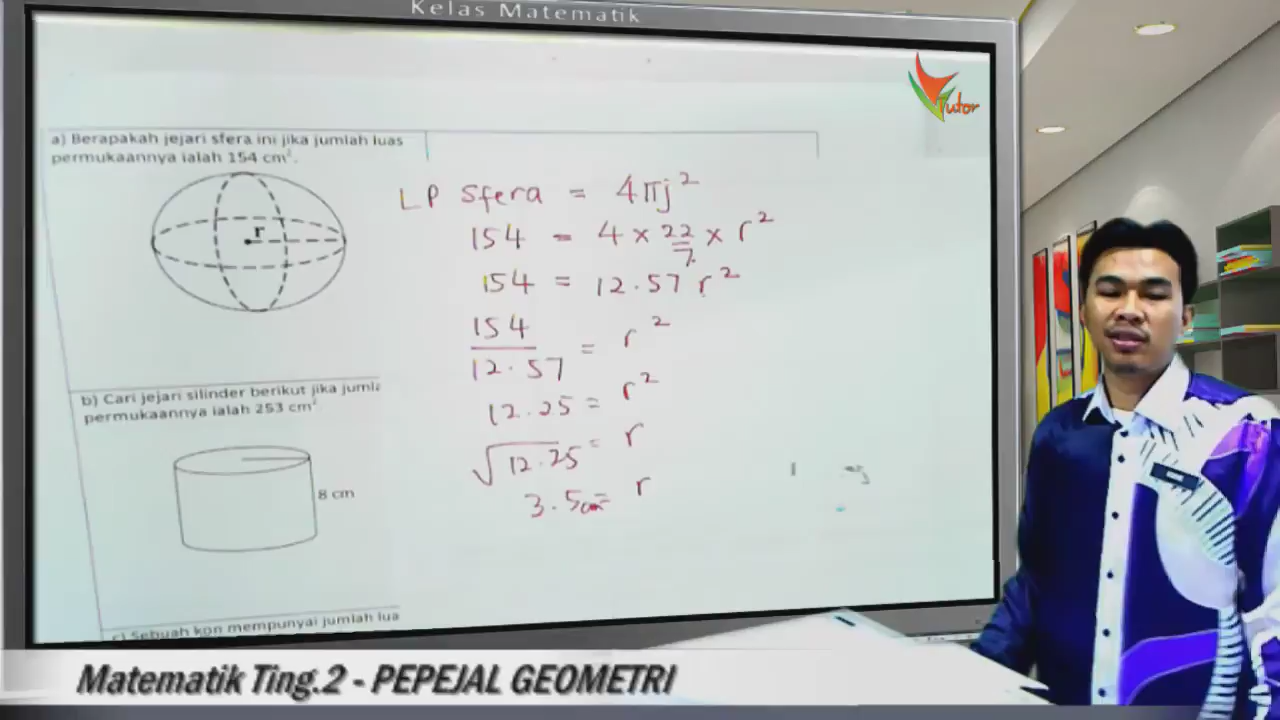 Kelas Matematik
Tutor
a) Berapakah jejari sfera ini jika jumlah luas
permukaannya ialah 154 cm².
r
LP sfera = 4πj²
154 = 4 × 22/7 × r²
154 = 12.57 r²
154/12.57 = r²
12.25 = r²
√12.25 = r
3.5cm = r
b) Cari jejari silinder berikut jika jumla
permukaannya ialah 253 cm²
8 cm
c) Sebuah kon mempunyai jumlah lua
Matematik Ting.2 - PEPEJAL GEOMETRI